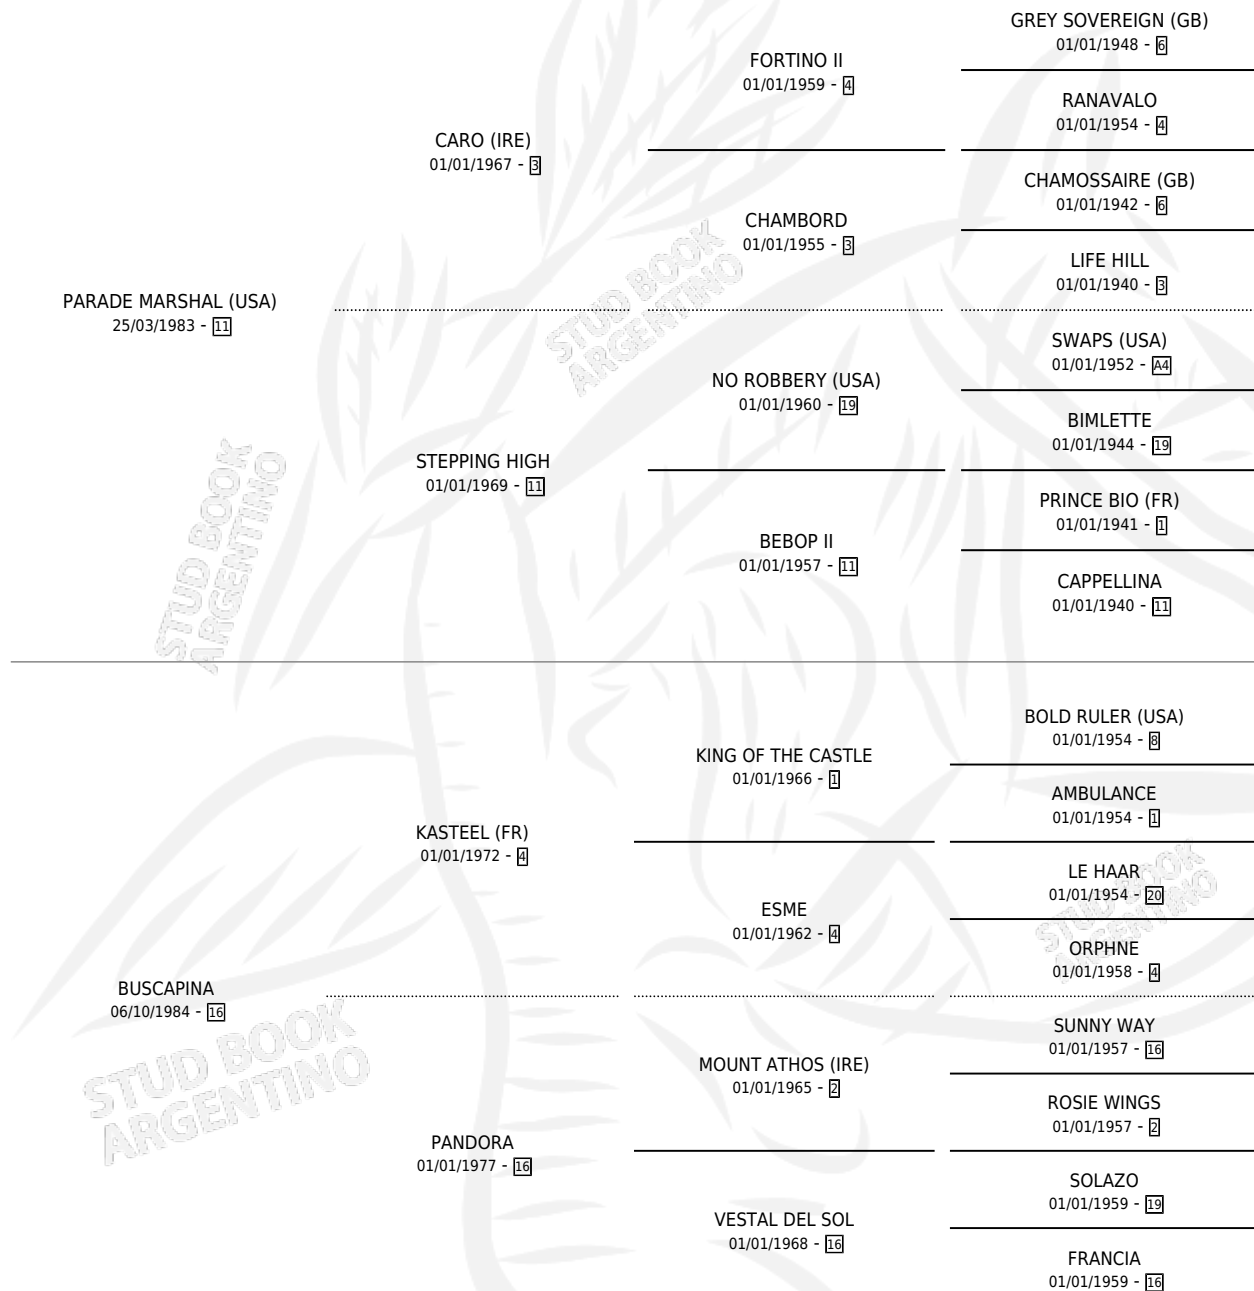 GREY SOVEREIGN (GB)
01/01/1948 - 6
FORTINO II
01/01/1959 - 4
RANAVALO
01/01/1954 - 4
CARO (IRE)
01/01/1967 - 3
CHAMOSSAIRE (GB)
01/01/1942 - 6
CHAMBORD
01/01/1955 - 3
LIFE HILL
01/01/1940 - 3
PARADE MARSHAL (USA)
25/03/1983 - 11
SWAPS (USA)
01/01/1952 - A4
NO ROBBERY (USA)
01/01/1960 - 19
BIMLETTE
01/01/1944 - 19
STEPPING HIGH
01/01/1969 - 11
PRINCE BIO (FR)
01/01/1941 - 1
BEBOP II
01/01/1957 - 11
CAPPELLINA
01/01/1940 - 11
BOLD RULER (USA)
01/01/1954 - 8
KING OF THE CASTLE
01/01/1966 - 1
AMBULANCE
01/01/1954 - 1
KASTEEL (FR)
01/01/1972 - 4
LE HAAR
01/01/1954 - 20
ESME
01/01/1962 - 4
ORPHNE
01/01/1958 - 4
BUSCAPINA
06/10/1984 - 16
SUNNY WAY
01/01/1957 - 16
MOUNT ATHOS (IRE)
01/01/1965 - 2
ROSIE WINGS
01/01/1957 - 2
PANDORA
01/01/1977 - 16
SOLAZO
01/01/1959 - 19
VESTAL DEL SOL
01/01/1968 - 16
FRANCIA
01/01/1959 - 16
STUD BOOK
ARGENTINO
STUD BOOK
ARGENTINO
STUD BOOK
ARGENTINO
STUD BOOK
ARGENTINO